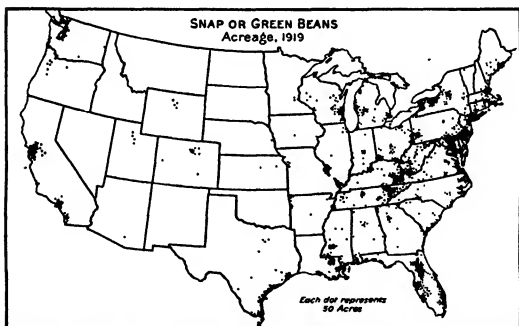 SNAP OR GREEN BEANS
Acreage, 1919
Each dot represents
50 Acres